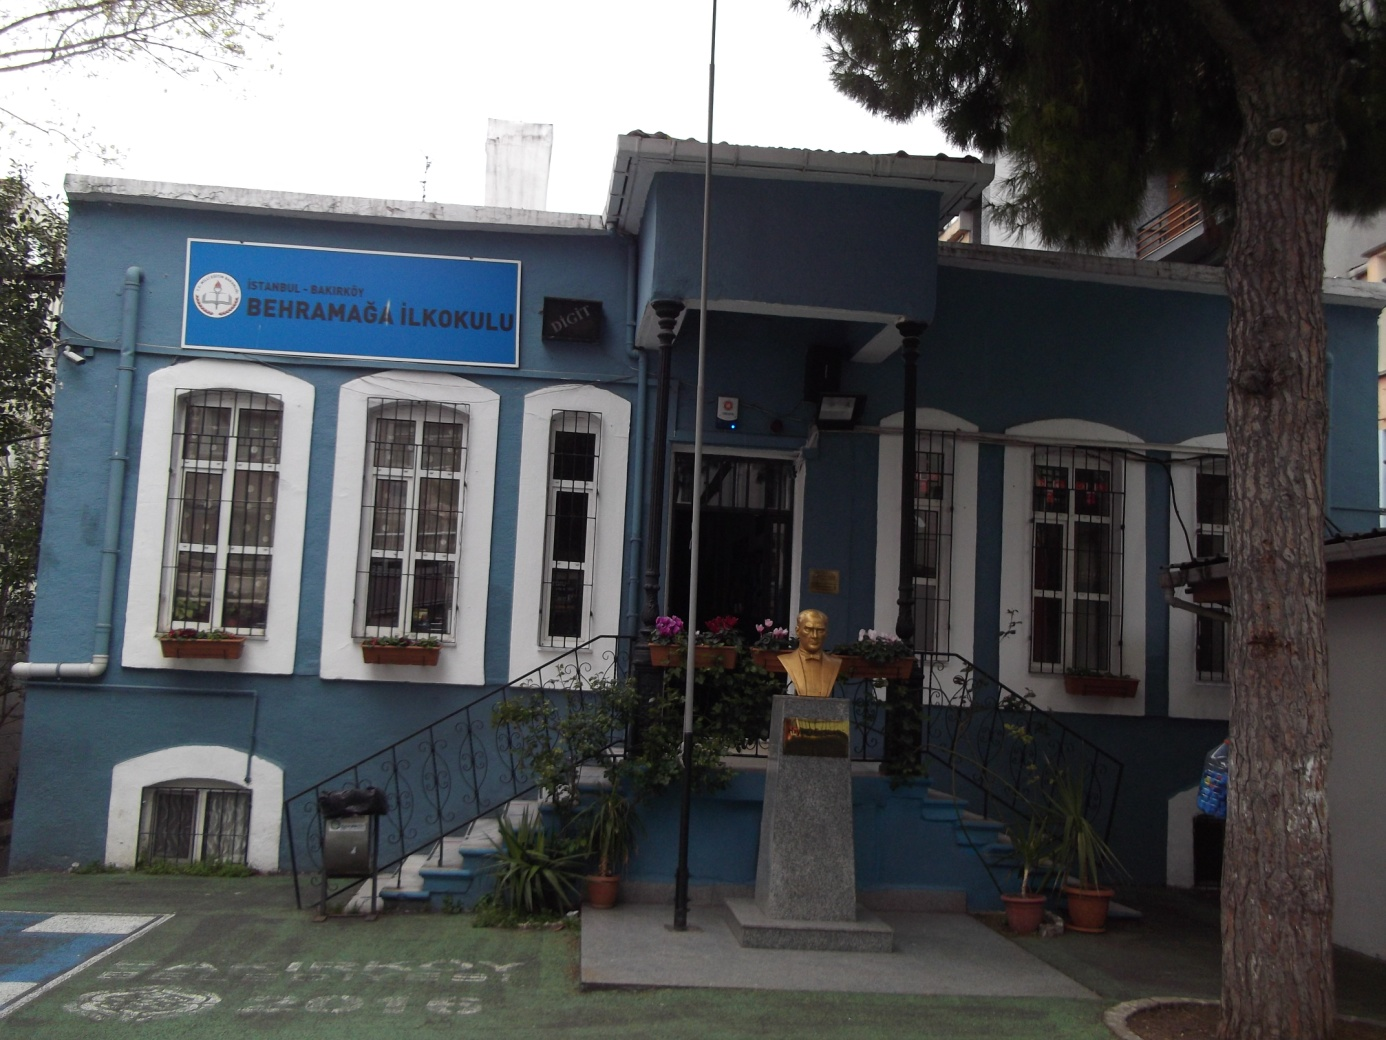 İSTANBUL - BAKIRKÖY
BEHRAMAĞA İLKOKULU
DİGİT
BAKIRKÖY
2016